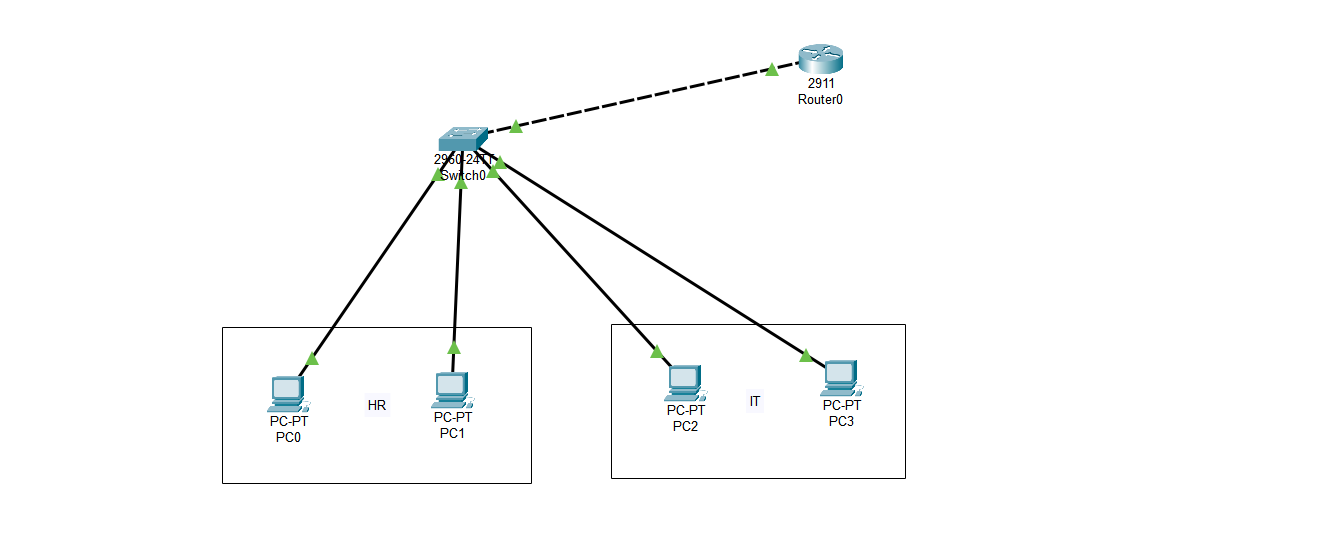 2911
Router0
2960-24TT
Switch0
HR
PC-PT
PC0
PC-PT
PC1
IT
PC-PT
PC2
PC-PT
PC3